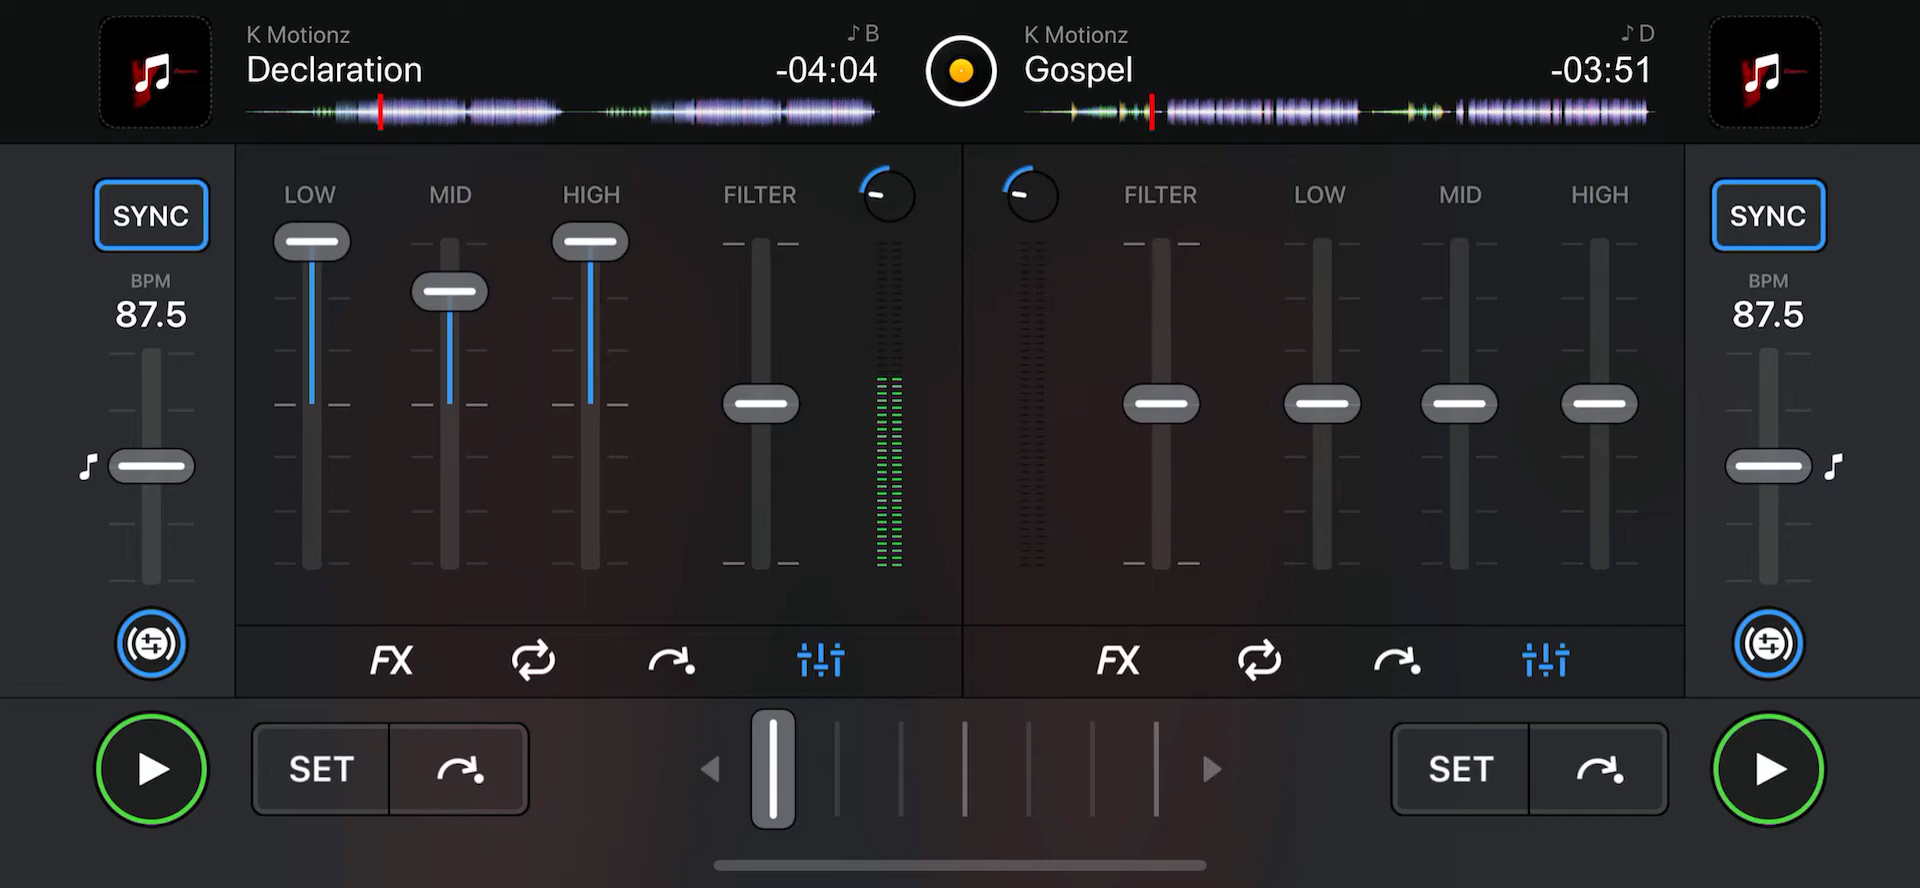 K Motionz
♪ B
Declaration
-04:04
K Motionz
♪ D
Gospel
-03:51
SYNC
BPM
87.5
LOW
MID
HIGH
FILTER
FILTER
LOW
MID
HIGH
SYNC
BPM
87.5
FX
FX
SET
SET